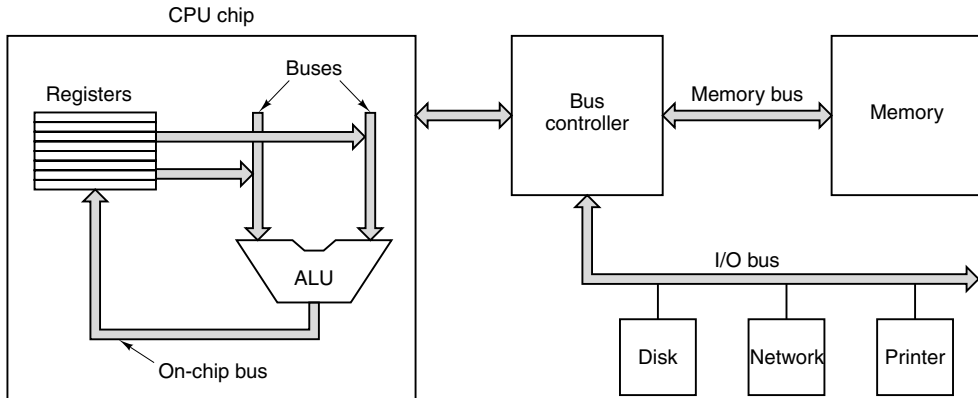 CPU chip
Buses
Registers
ALU
On-chip bus
Bus
controller
Memory bus
Memory
I/O bus
Disk
Network
Printer